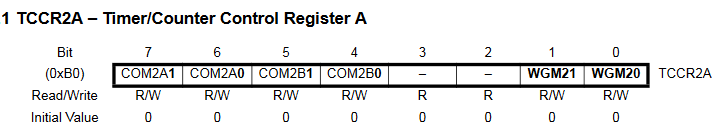 .1 TCCR2A – Timer/Counter Control Register A
Bit 7 6 5 4 3 2 1 0
(0xB0) COM2A1 COM2A0 COM2B1 COM2B0 – – WGM21 WGM20 TCCR2A
Read/Write R/W R/W R/W R/W R R R/W R/W
Initial Value 0 0 0 0 0 0 0 0